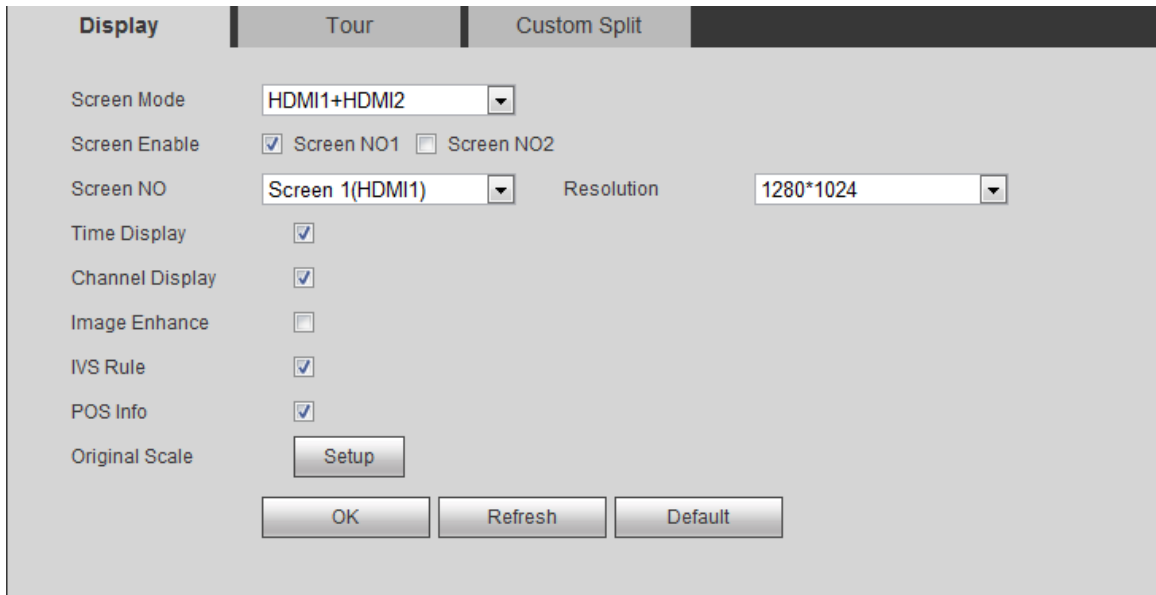 Display Tour Custom Split
Screen Mode HDMI1+HDMI2
Screen Enable Screen NO1 Screen NO2
Screen NO Screen 1(HDMI1) Resolution 1280*1024
Time Display
Channel Display
Image Enhance
IVS Rule
POS Info
Original Scale Setup
OK Refresh Default